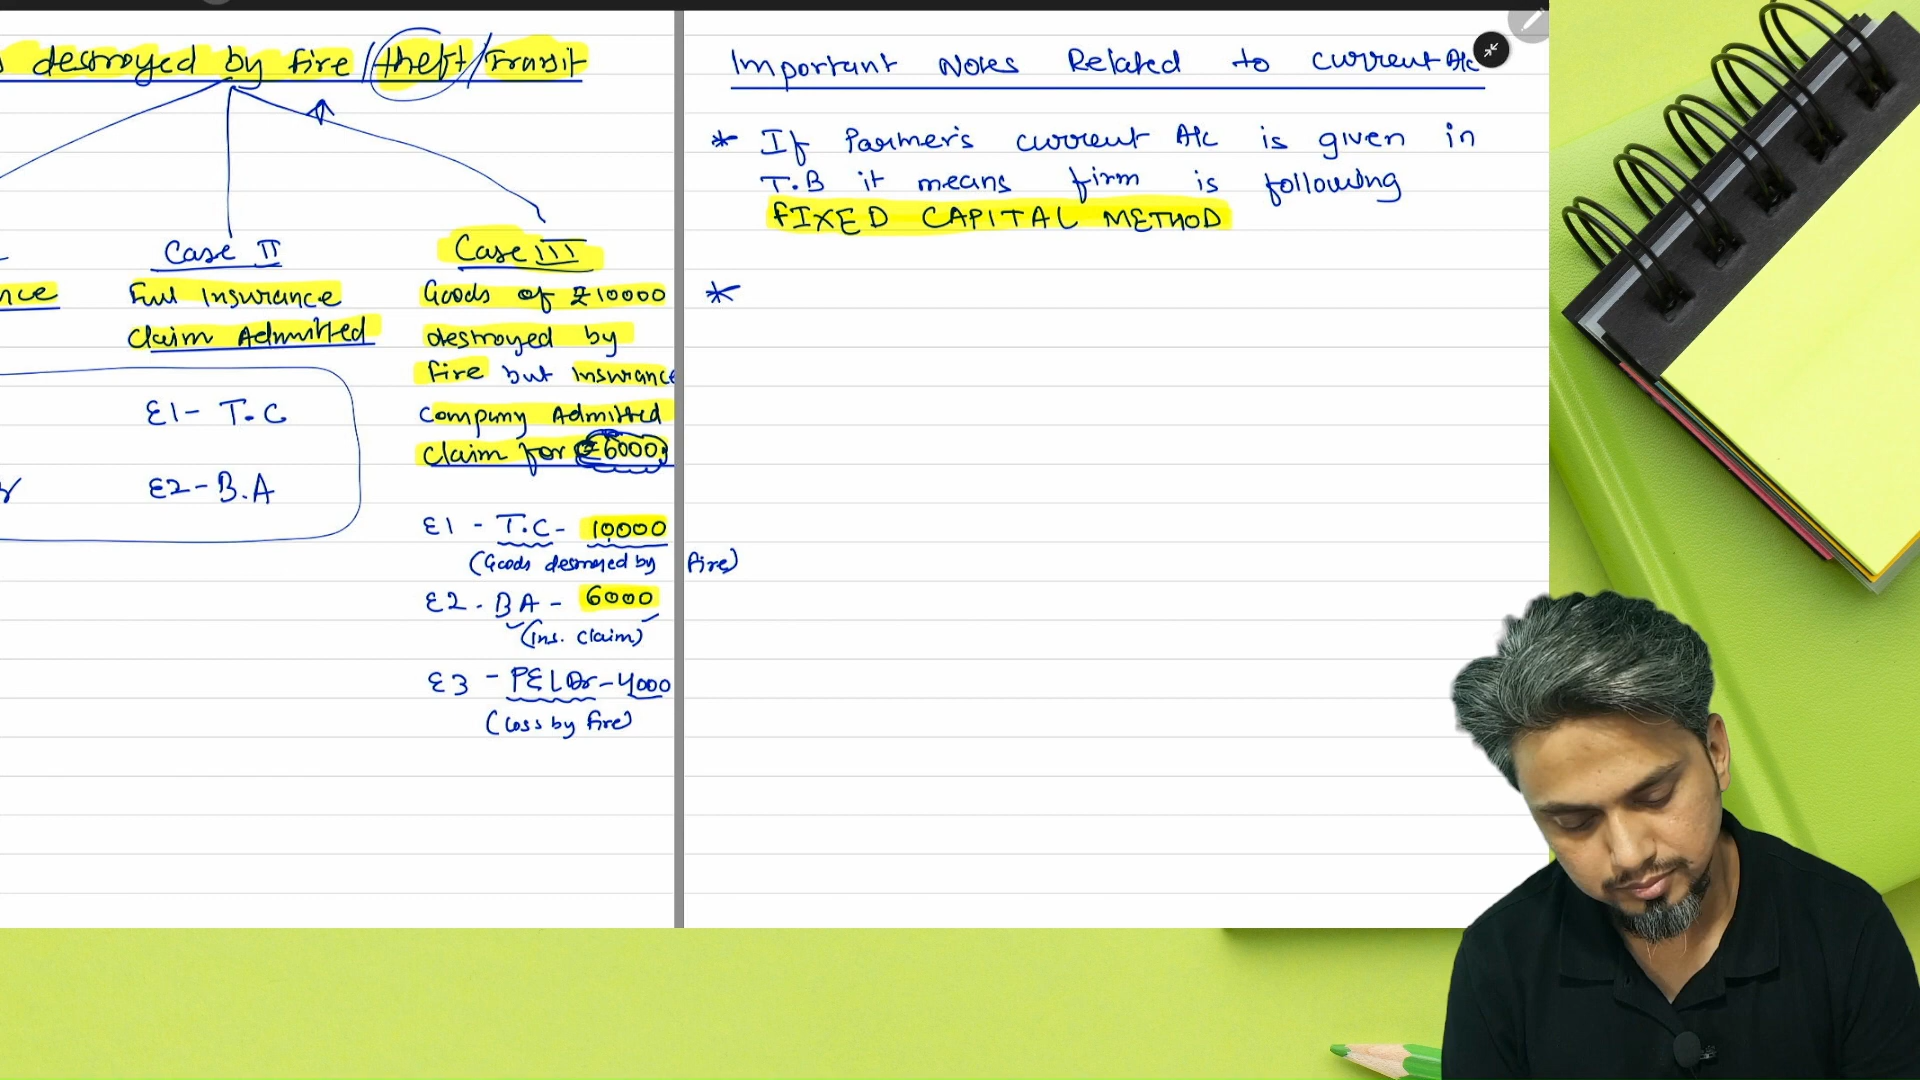 destroyed by fire / theft / Transit
Case II
Full Insurance
Claim Admitted
E1- T.C
E2-B.A
Case III
Goods of ₹10000
destroyed by
fire but insurance
company Admitted
claim for ₹6000
E1 - T.C - 10000
(Goods destroyed by fire)
E2 - BA - 6000
(ins. claim)
E3 - P&L Dr - 4000
(Loss by fire)
Important Notes Related to current A/c
* If Partner's current A/c is given in
T.B it means firm is following
FIXED CAPITAL METHOD
*